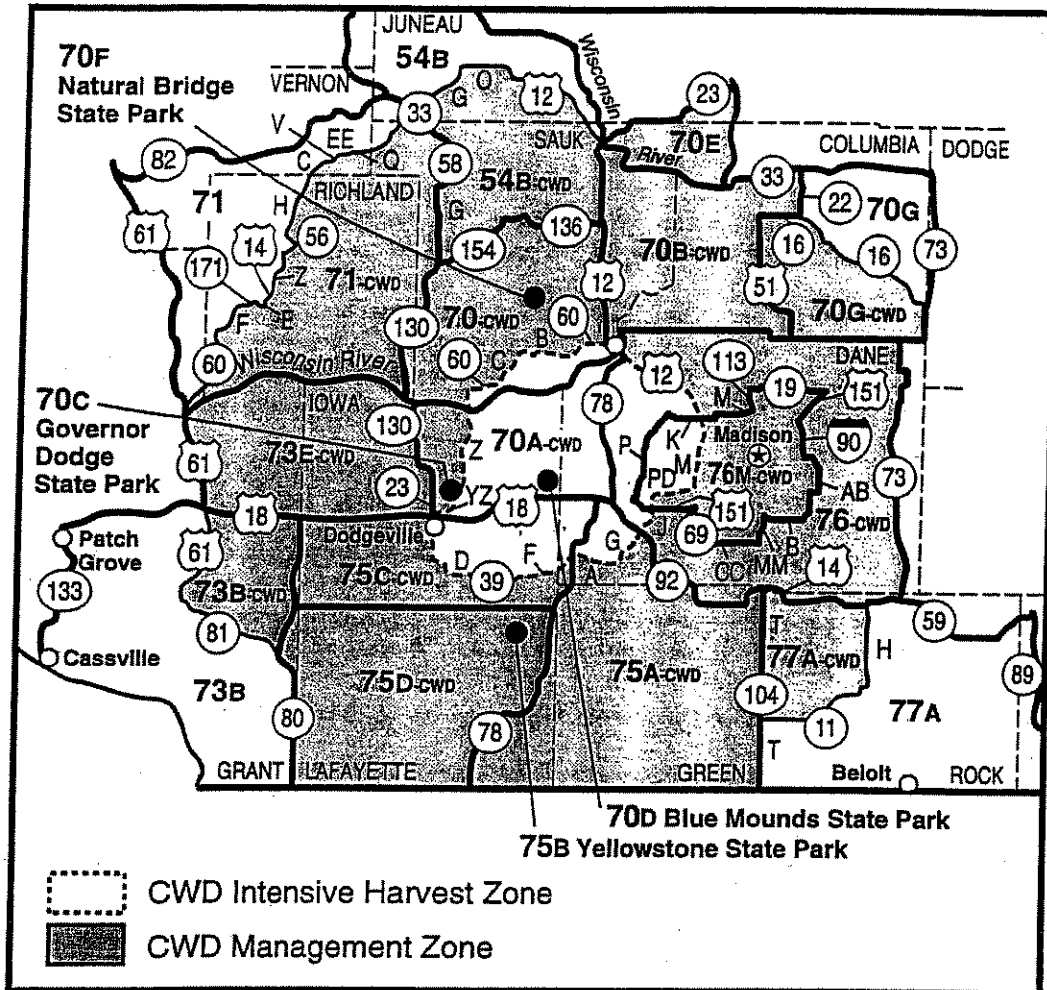 JUNEAU
54B
Wisconsin
70F
Natural Bridge
State Park
VERNON
G
O
12
23
33
V
EE
C
Q
SAUK
70E
River
COLUMBIA
DODGE
82
58
54B-CWD
33
71
RICHLAND
H
G
136
22
70G
61
14
56
154
70B-CWD
16
16
73
171
Z
71-CWD
12
51
F
E
130
70-CWD
60
B
70G-CWD
60
Wisconsin River
60
C
12
113
DANE
70C
Governor
Dodge
State Park
IOWA
130
78
M
19
151
73E-CWD
Z
70A-CWD
P
K
Madison
90
61
PD
M
76M-CWD
73
23
YZ
AB
18
18
151
76-CWD
Patch
Grove
61
Dodgeville
J
69
B
D
F
G
MM
75C-CWD
39
A
92
CC
14
133
73B-CWD
81
59
T
Cassville
77A-CWD
H
75D-CWD
75A-CWD
89
73B
104
77A
80
78
11
T
GRANT
LAFAYETTE
GREEN
Beloit
ROCK
70D Blue Mounds State Park
75B Yellowstone State Park
CWD Intensive Harvest Zone
CWD Management Zone